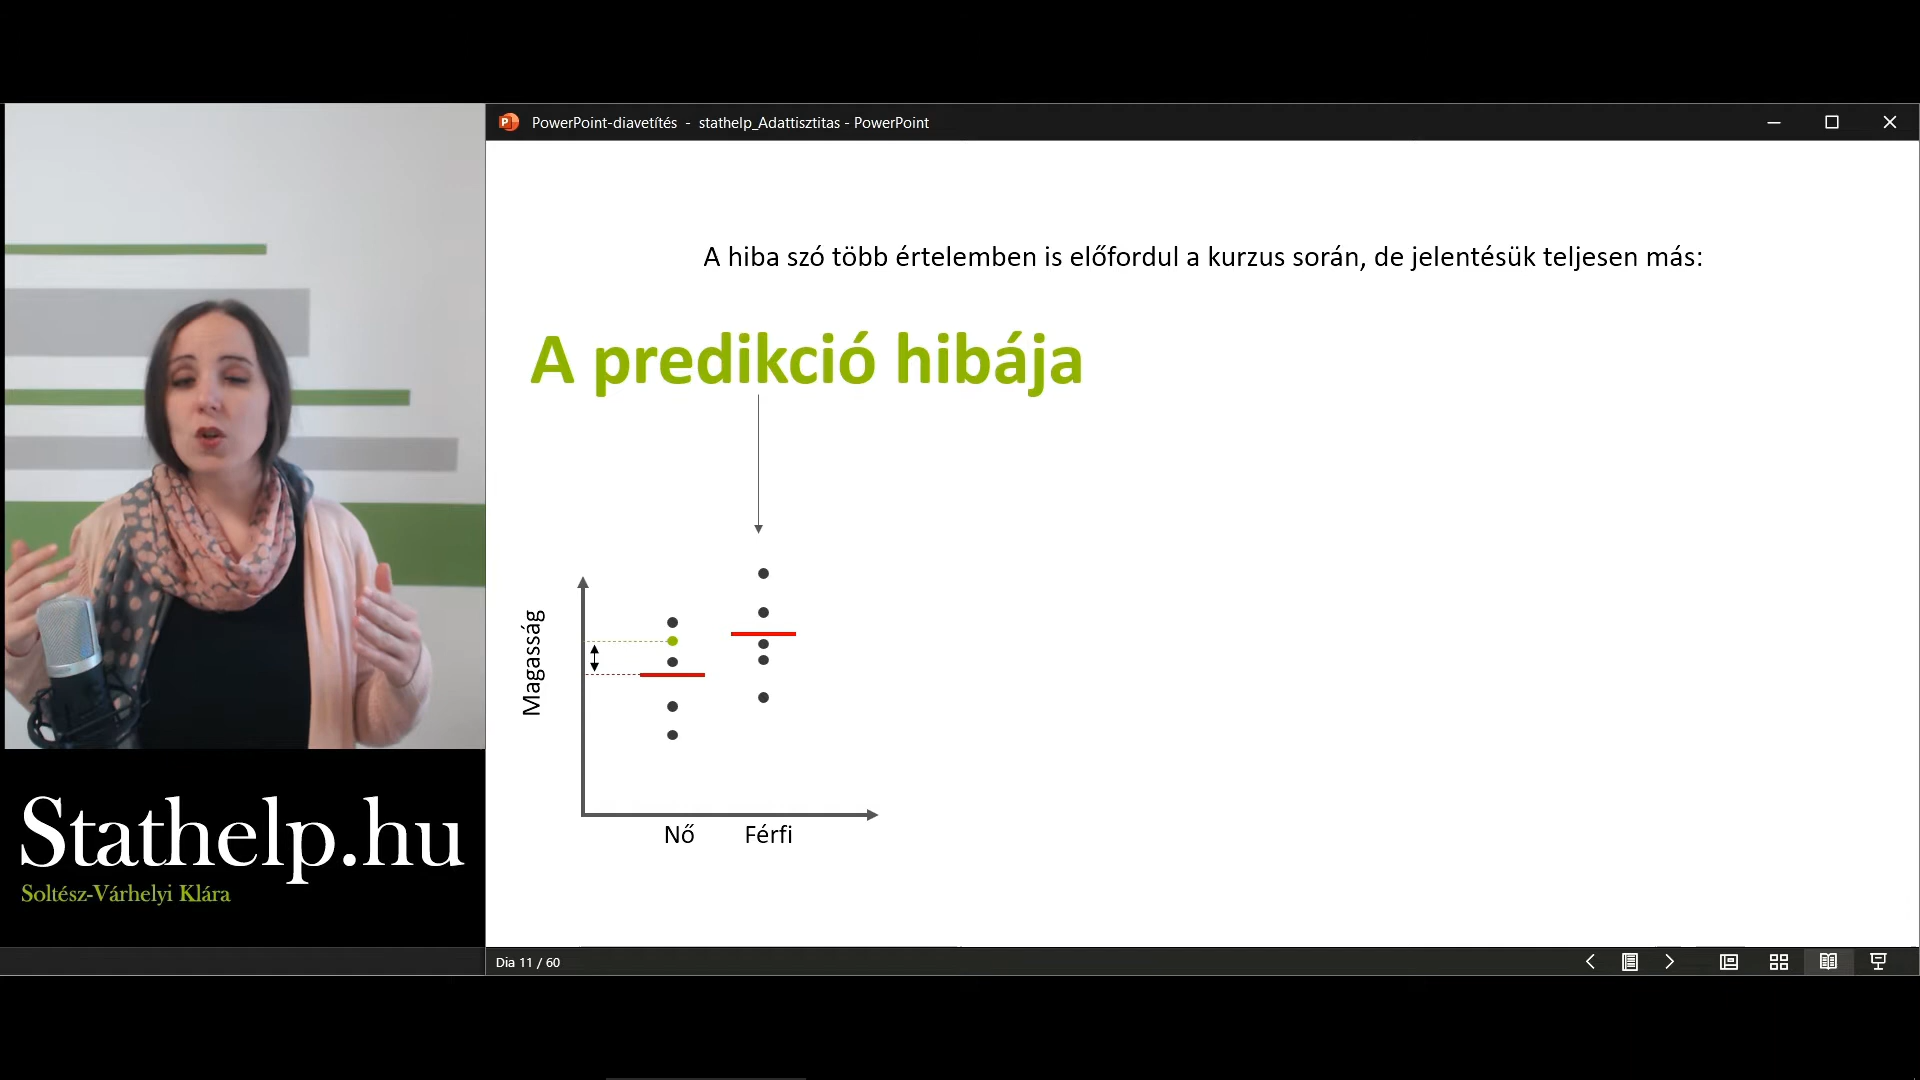 PowerPoint-diavetítés - stathelp_Adattisztitas - PowerPoint
A hiba szó több értelemben is előfordul a kurzus során, de jelentésük teljesen más:
A predikció hibája
Magasság
Nő Férfi
Stathelp.hu
Soltész-Várhelyi Klára
Dia 11 / 60